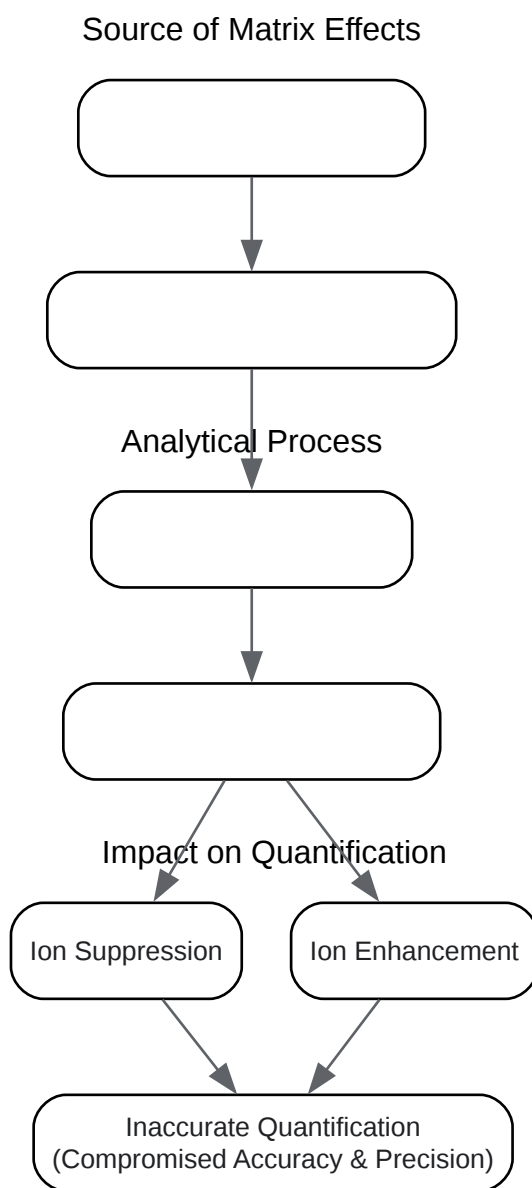 Source of Matrix Effects
Analytical Process
Impact on Quantification
Ion Suppression
Ion Enhancement
Inaccurate Quantification
(Compromised Accuracy & Precision)